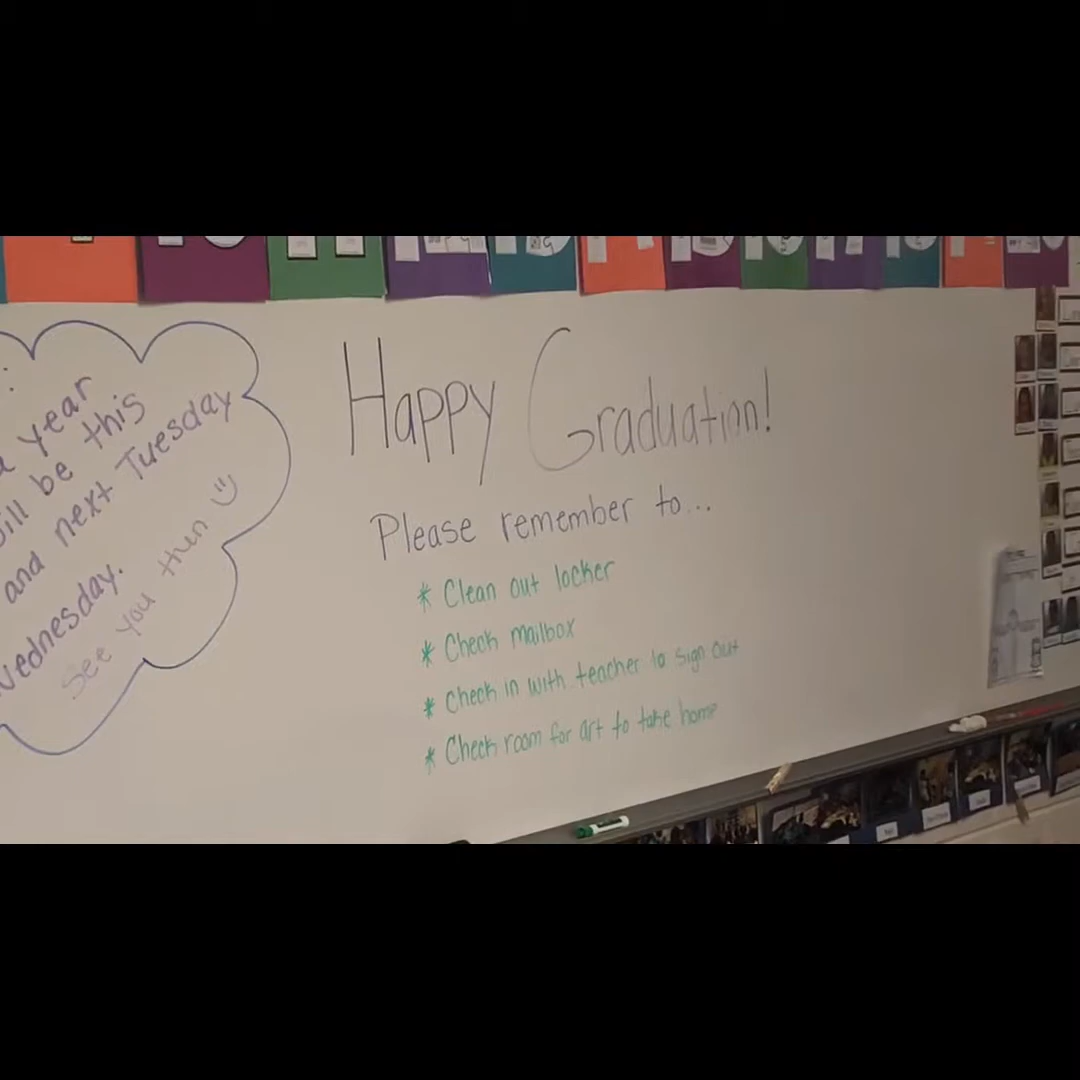 year
be this
and next Tuesday
Wednesday.
See you then
Happy Graduation!
Please remember to...
* Clean out locker
* Check mailbox
* Check in with teacher to sign out
* Check room for art to take home